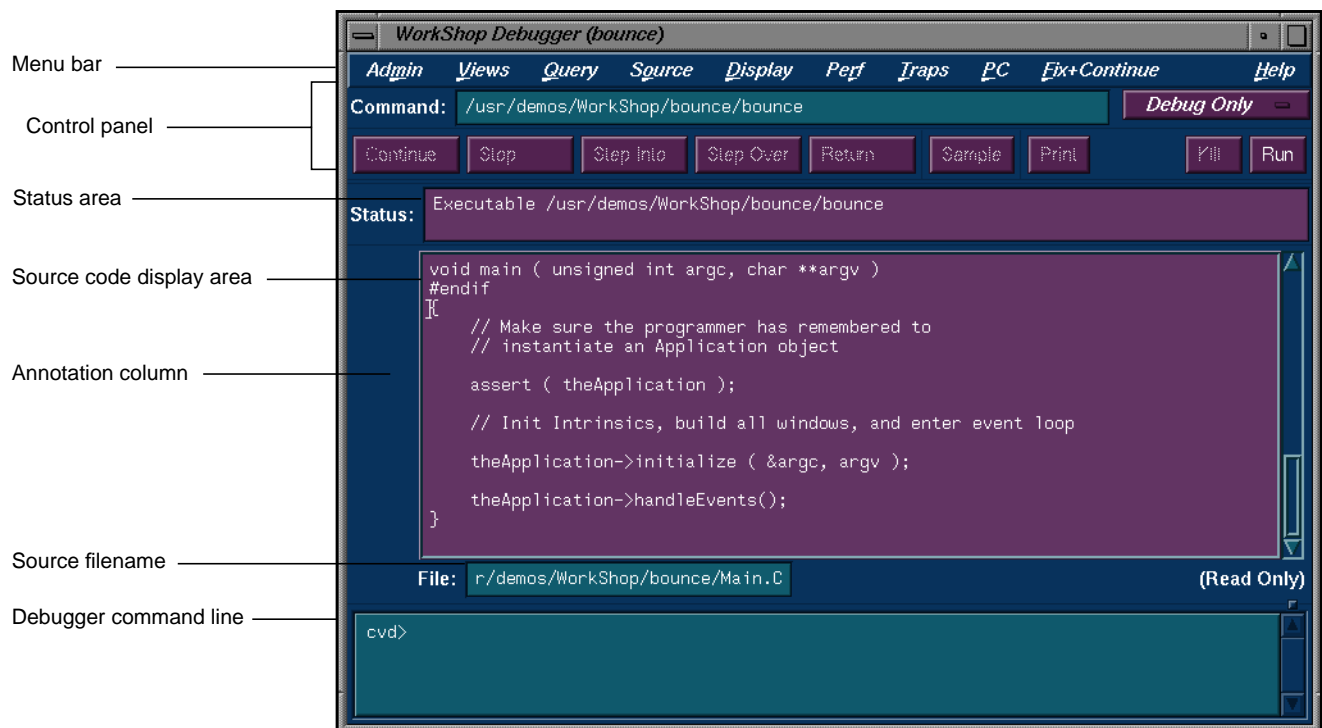 WorkShop Debugger (bounce)
Menu bar
Admin Views Query Source Display Perf Traps PC Fix+Continue Help
Control panel
Command: /usr/demos/WorkShop/bounce/bounce Debug Only
Continue Stop Step Into Step Over Return Sample Print Kill Run
Status area
Status: Executable /usr/demos/WorkShop/bounce/bounce
Source code display area
void main ( unsigned int argc, char **argv )
#endif
{
// Make sure the programmer has remembered to
// instantiate an Application object
Annotation column
assert ( theApplication );
// Init Intrinsics, build all windows, and enter event loop
theApplication->initialize ( &argc, argv );
theApplication->handleEvents();
}
Source filename
File: r/demos/WorkShop/bounce/Main.C (Read Only)
Debugger command line
cvd>